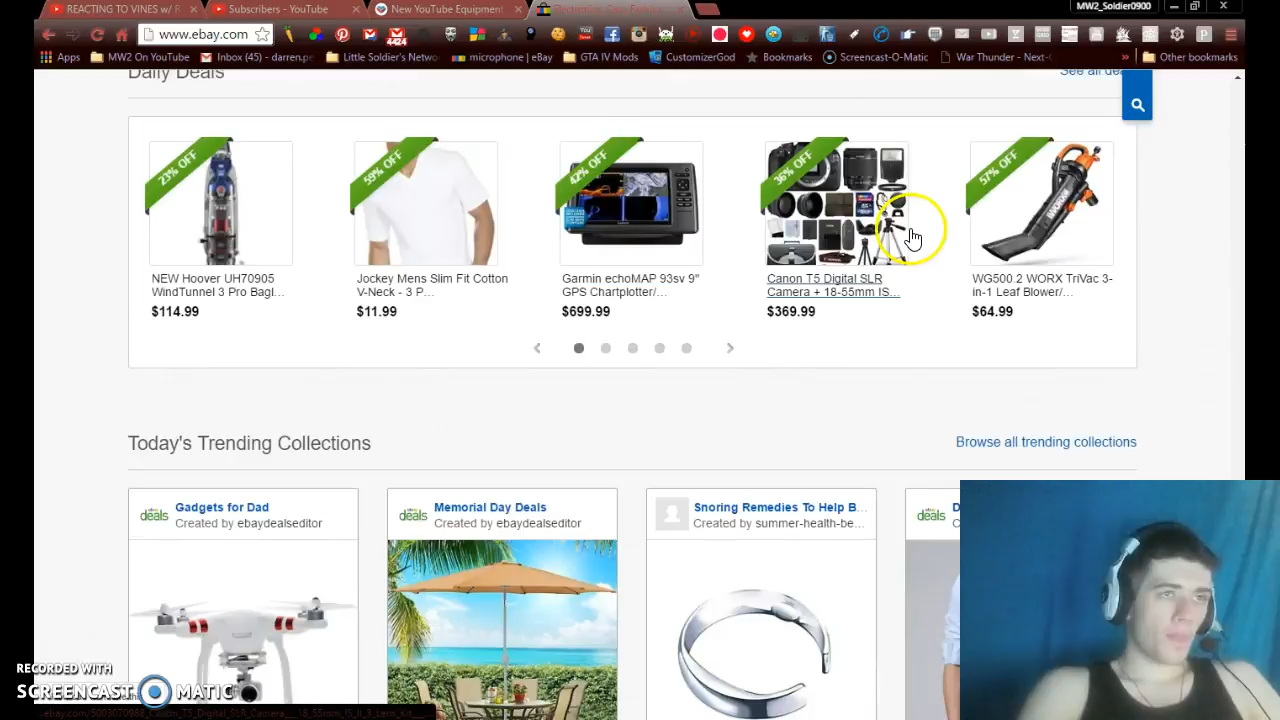 REACTING TO VINES w/ R
Subscribers - YouTube
New YouTube Equipment
MW2_Soldier0900
www.ebay.com
4424
Apps
MW2 On YouTube
Inbox (45) - darren.pe
Little Soldier's Netwo
microphone | eBay
GTA IV Mods
CustomizerGod
Bookmarks
Screencast-O-Matic
War Thunder - Next-
»
Other bookmarks
Daily Deals
See all deals
23% OFF
59% OFF
42% OFF
36% OFF
57% OFF
NEW Hoover UH70905
WindTunnel 3 Pro Bagl...
$114.99
Jockey Mens Slim Fit Cotton
V-Neck - 3 P...
$11.99
Garmin echoMAP 93sv 9"
GPS Chartplotter/...
$699.99
Canon T5 Digital SLR
Camera + 18-55mm IS...
$369.99
WG500.2 WORX TriVac 3-
in-1 Leaf Blower/...
$64.99
Today's Trending Collections
Browse all trending collections
deals
Gadgets for Dad
Created by ebaydealseditor
deals
Memorial Day Deals
Created by ebaydealseditor
Snoring Remedies To Help B...
Created by summer-health-be...
deals
RECORDED WITH
SCREENCAST MATIC